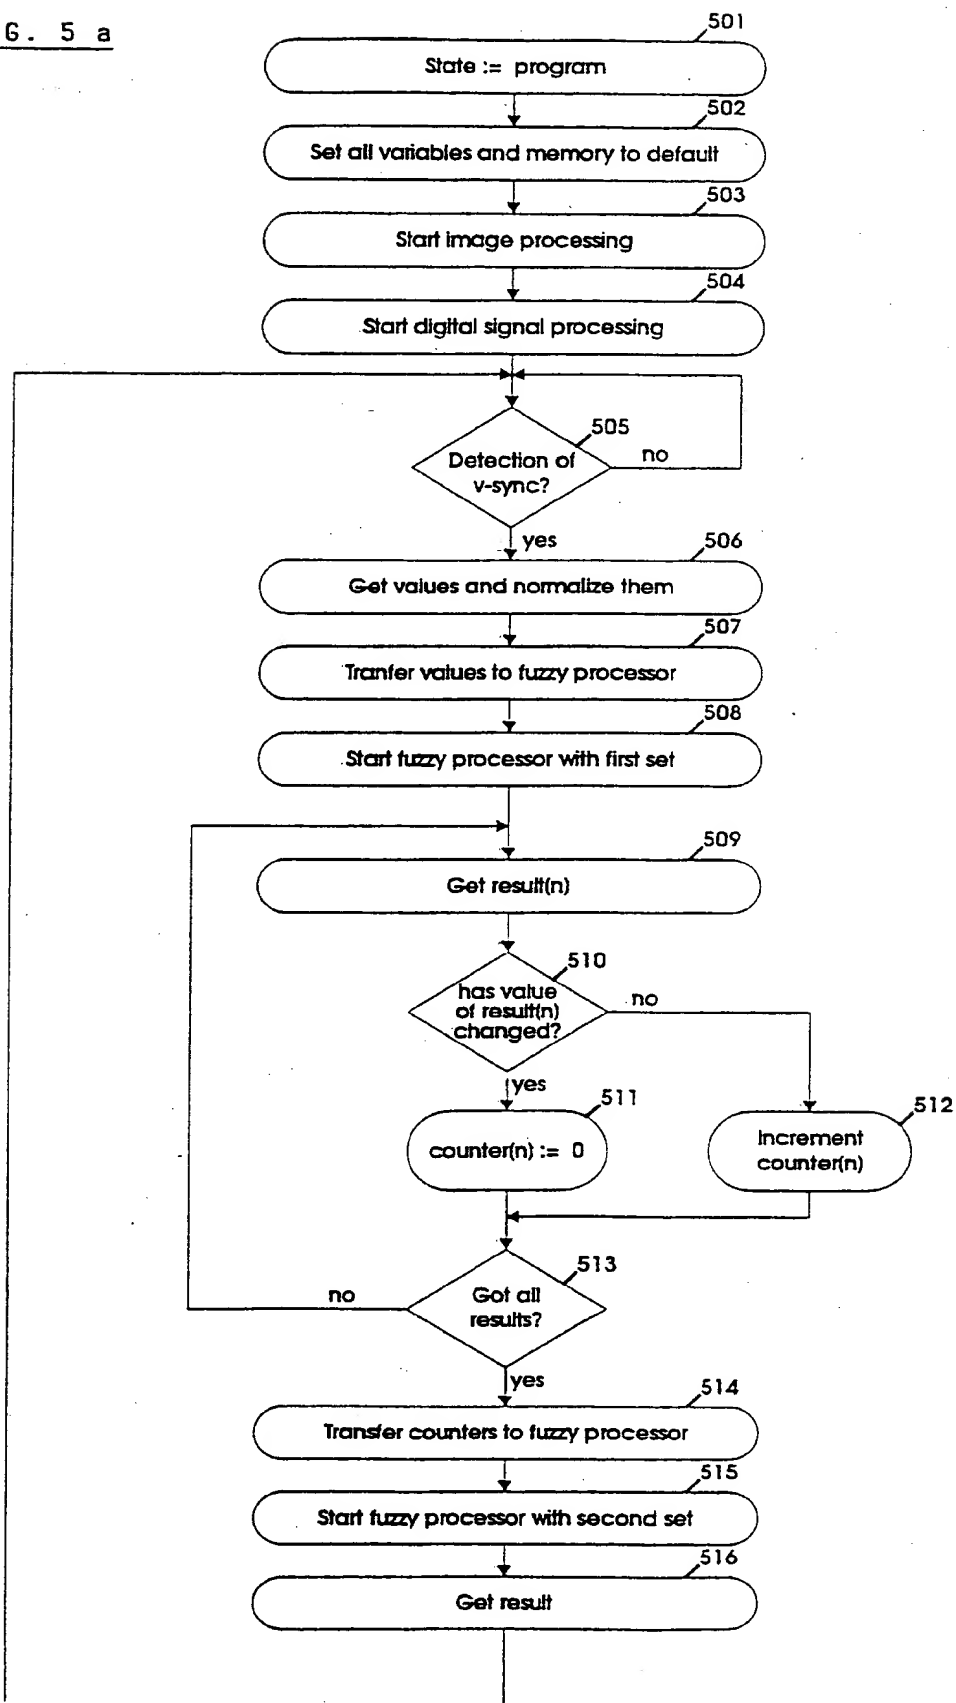 G. 5 a
501
State := program
502
Set all variables and memory to default
503
Start image processing
504
Start digital signal processing
505
Detection of
v-sync?
no
yes
506
Get values and normalize them
507
Tranfer values to fuzzy processor
508
Start fuzzy processor with first set
509
Get result(n)
510
has value
of result(n)
changed?
no
yes
511
counter(n) := 0
512
Increment
counter(n)
513
Got all
results?
no
yes
514
Transfer counters to fuzzy processor
515
Start fuzzy processor with second set
516
Get result